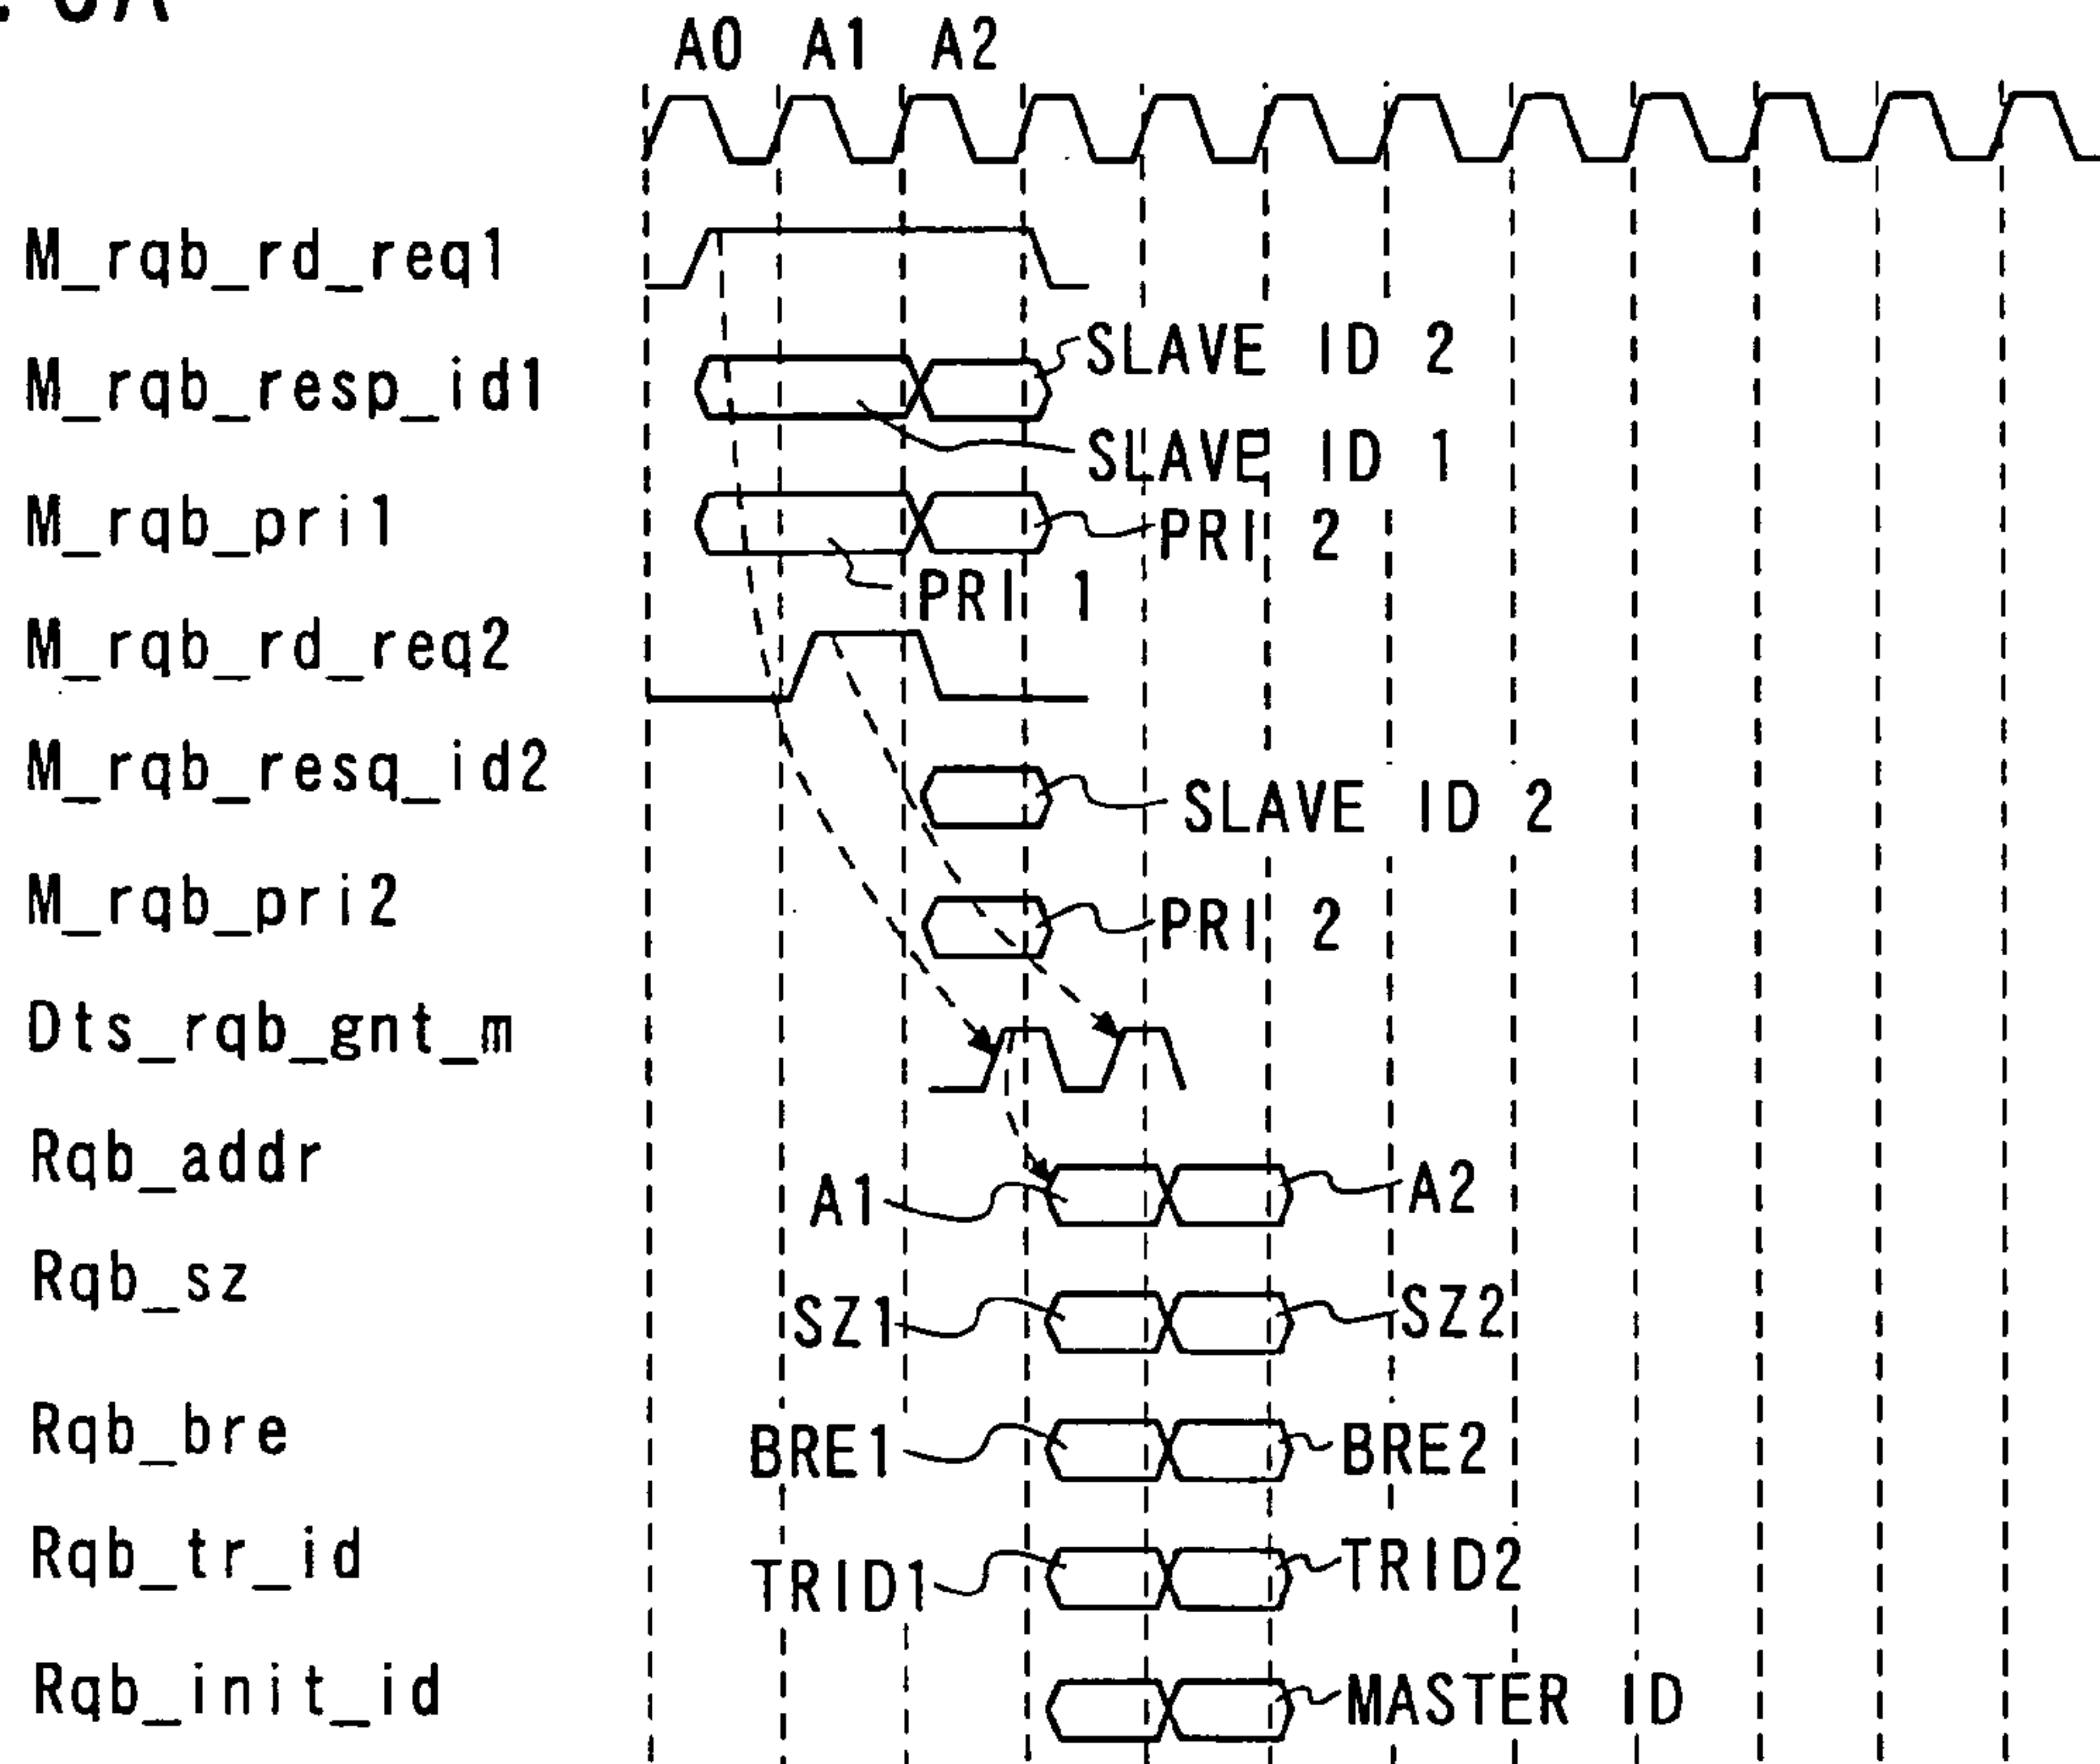 A0 A1 A2
M_rqb_rd_req1
SLAVE ID 2
M_rqb_resp_id1
SLAVE ID 1
M_rqb_pri1
PRI 2
PRI 1
M_rqb_rd_req2
M_rqb_resq_id2
SLAVE ID 2
M_rqb_pri2
PRI 2
Dts_rqb_gnt_m
Rqb_addr
A1 A2
Rqb_sz
SZ1 SZ2
Rqb_bre
BRE1 BRE2
Rqb_tr_id
TRID1 TRID2
Rqb_init_id
MASTER ID